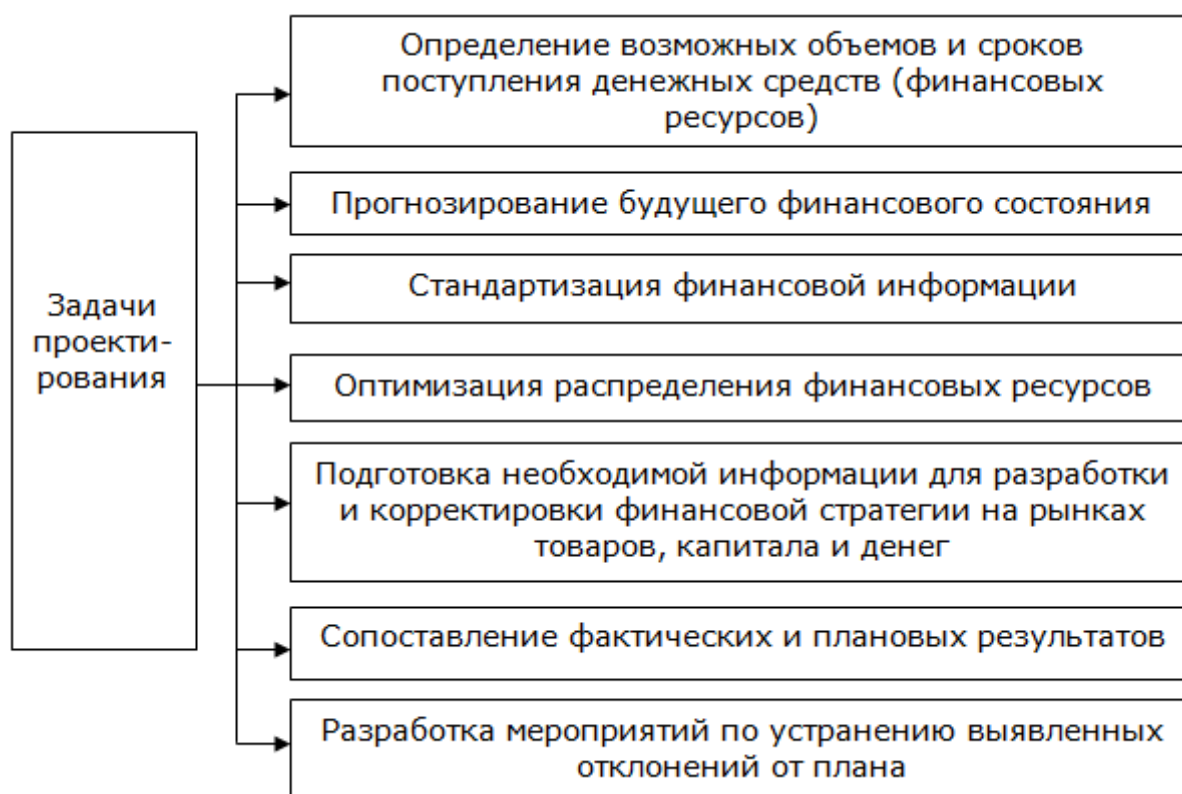 Задачи
проекти-
рования
Определение возможных объемов и сроков
поступления денежных средств (финансовых
ресурсов)
Прогнозирование будущего финансового состояния
Стандартизация финансовой информации
Оптимизация распределения финансовых ресурсов
Подготовка необходимой информации для разработки
и корректировки финансовой стратегии на рынках
товаров, капитала и денег
Сопоставление фактических и плановых результатов
Разработка мероприятий по устранению выявленных
отклонений от плана